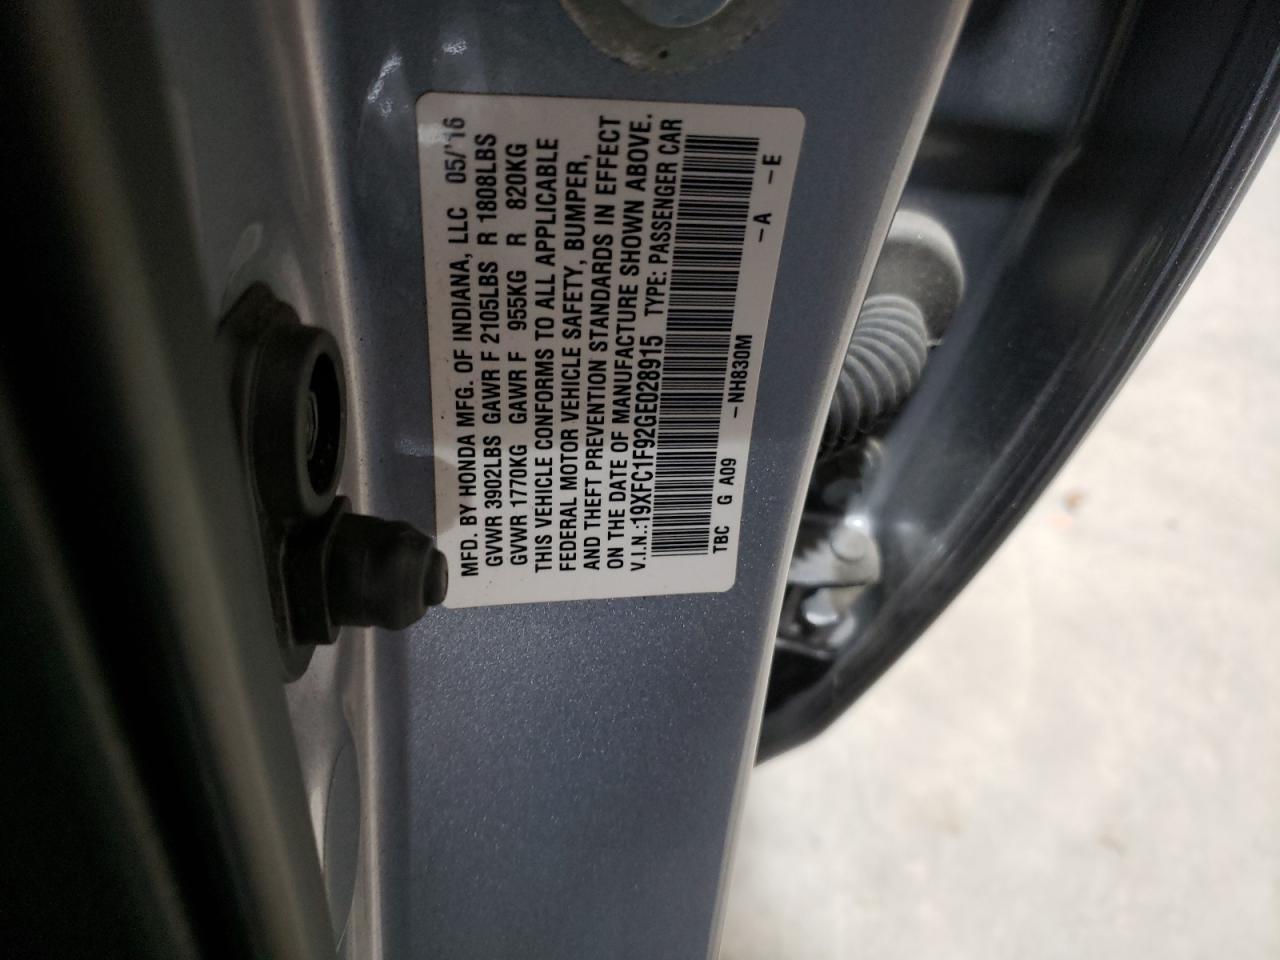 MFD. BY HONDA MFG. OF INDIANA, LLC 05/'16
GVWR 3902LBS GAWR F 2105LBS R 1808LBS
GVWR 1770KG GAWR F 955KG R 820KG
THIS VEHICLE CONFORMS TO ALL APPLICABLE
FEDERAL MOTOR VEHICLE SAFETY, BUMPER,
AND THEFT PREVENTION STANDARDS IN EFFECT
ON THE DATE OF MANUFACTURE SHOWN ABOVE.
V.I.N.:19XFC1F92GE028915 TYPE: PASSENGER CAR
TBC G A09 -NH830M -A -E